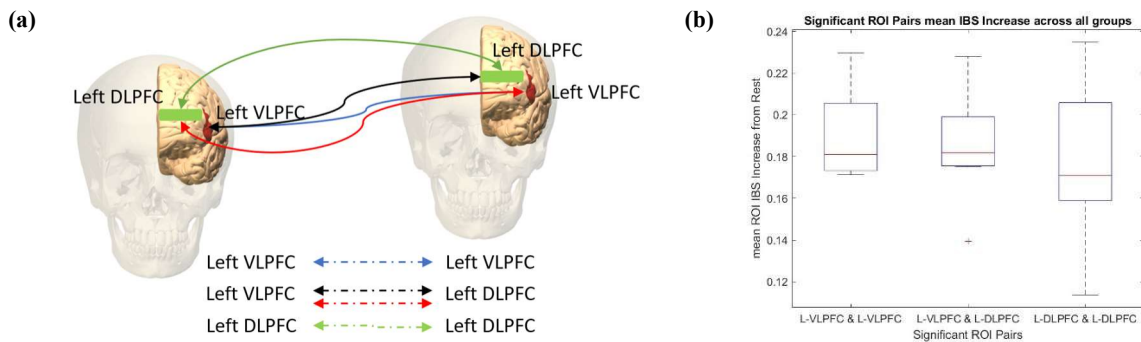 (a)
Left DLPFC
Left DLPFC
Left VLPFC
Left VLPFC
Left VLPFC Left VLPFC
Left VLPFC Left DLPFC
Left DLPFC Left DLPFC
(b)
Significant ROI Pairs mean IBS Increase across all groups
mean ROI IBS Increase from Rest
0.24
0.22
0.2
0.18
0.16
0.14
0.12
L-VLPFC & L-VLPFC L-VLPFC & L-DLPFC L-DLPFC & L-DLPFC
Significant ROI Pairs